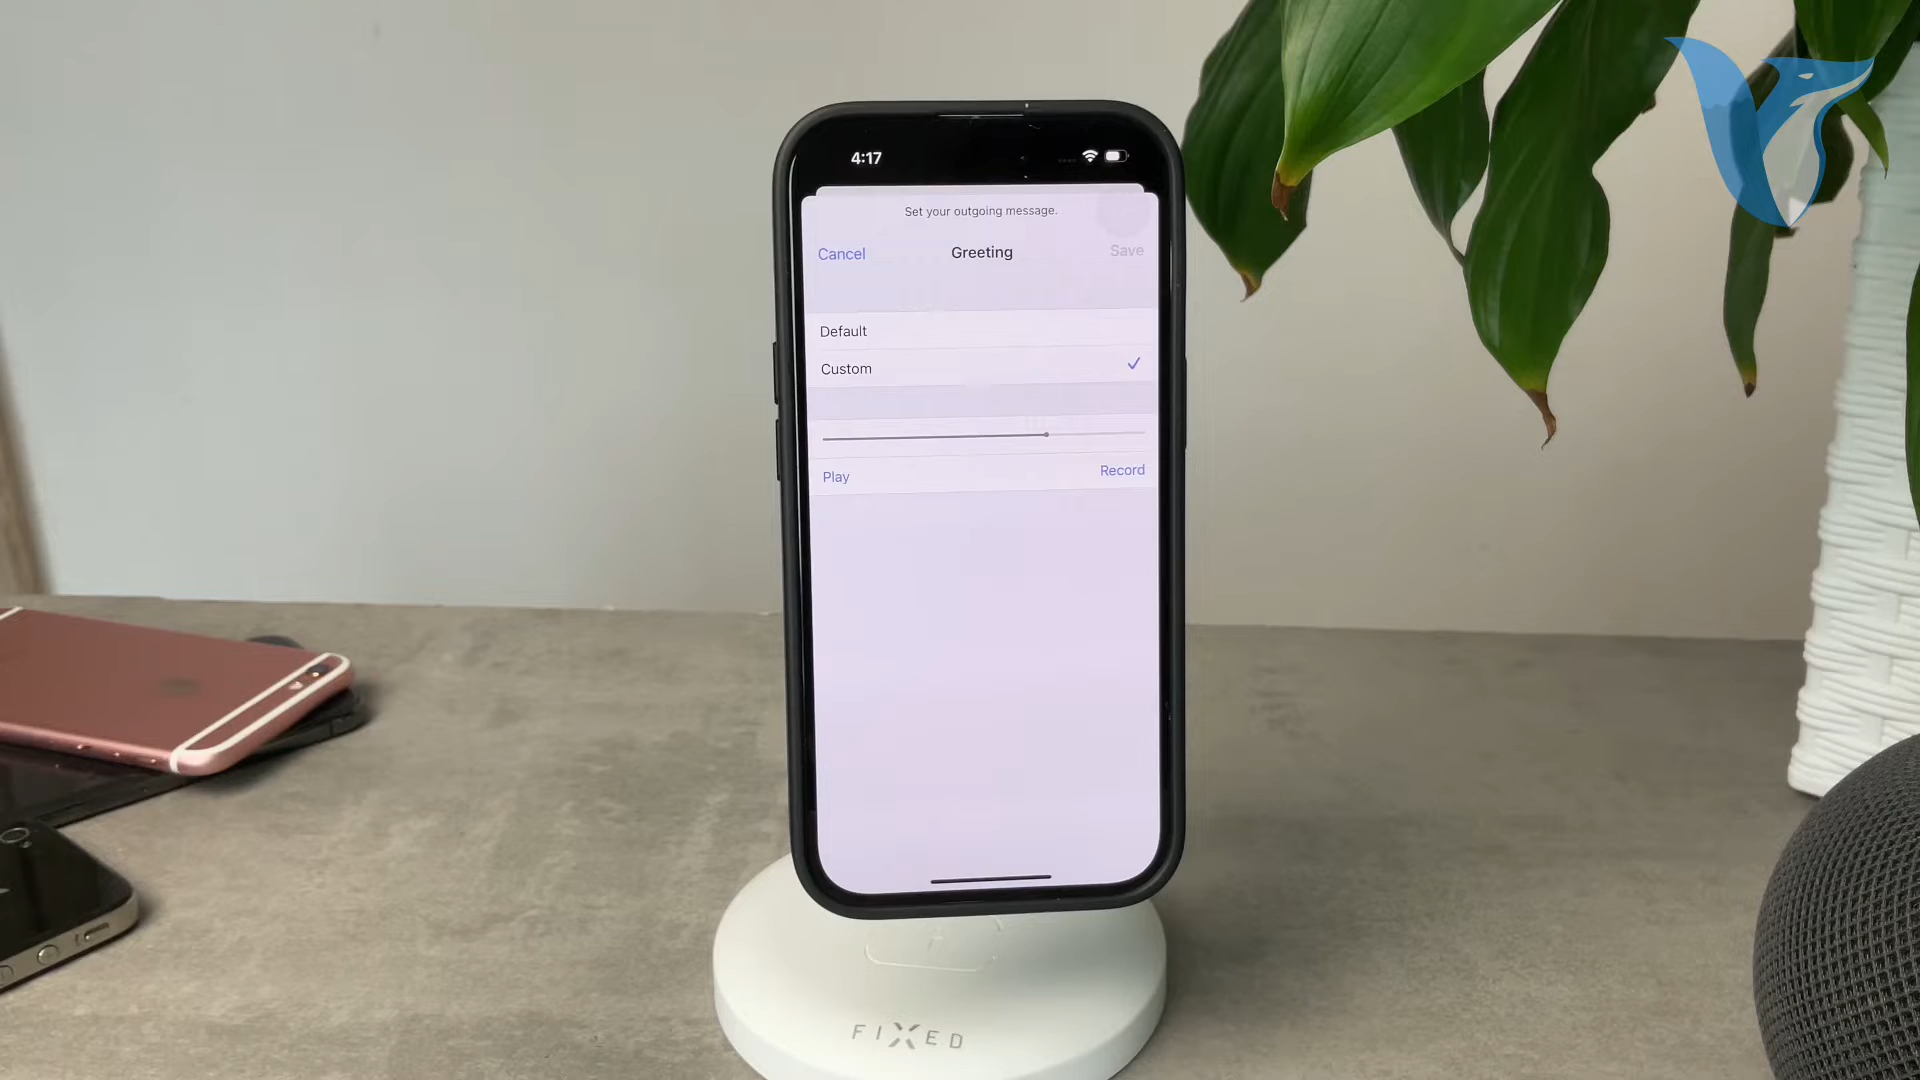 4:17
Set your outgoing message.
Cancel Greeting Save
Default
Custom
Play Record
FIXED